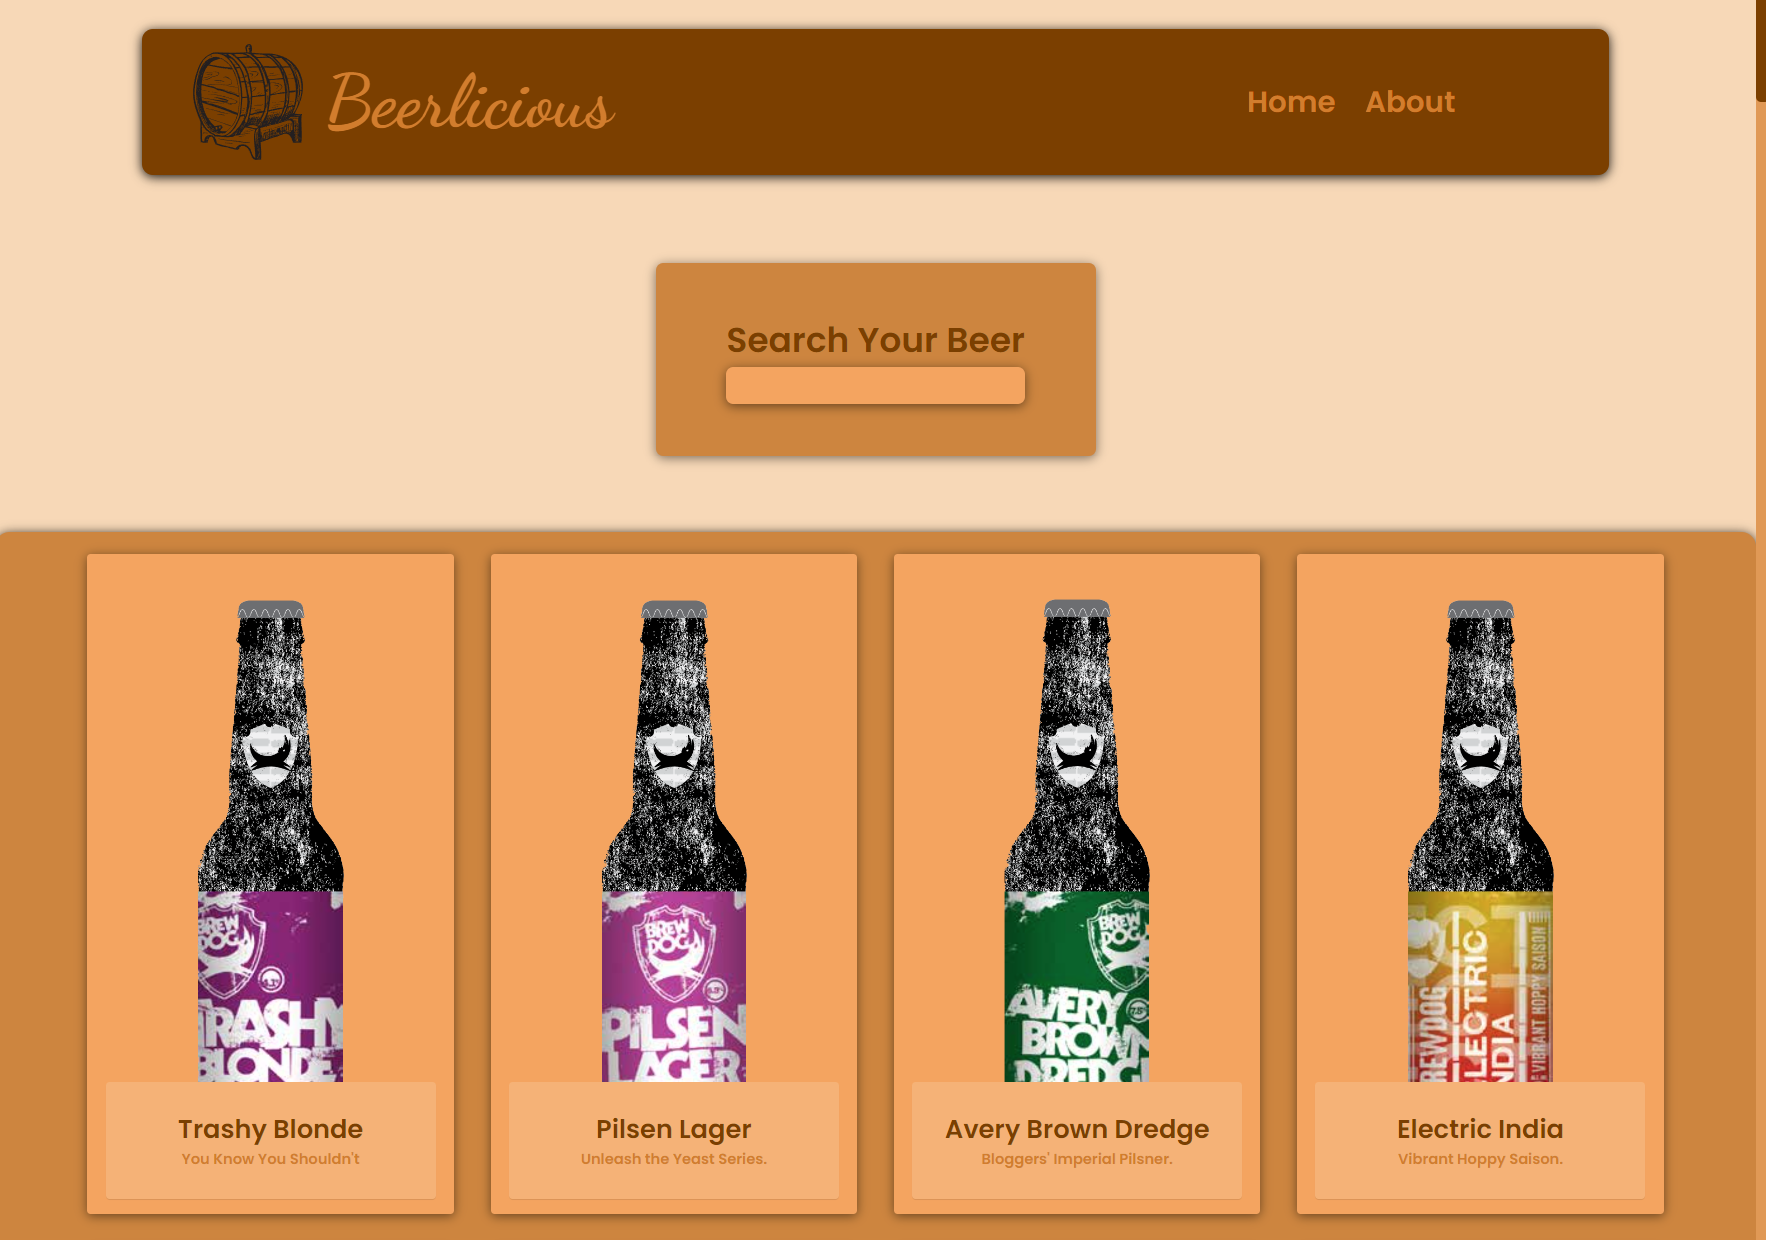 Beerlicious
Home About
Search Your Beer
BREW
DOG
TRASHY
BLONDE
BREW
DOG
PILSEN
LAGER
BREW
DOG
AVERY
BROWN
DREDGE
BREWDOG
ELECTRIC
INDIA
VIBRANT HOPPY SAISON
Trashy Blonde
You Know You Shouldn't
Pilsen Lager
Unleash the Yeast Series.
Avery Brown Dredge
Bloggers' Imperial Pilsner.
Electric India
Vibrant Hoppy Saison.